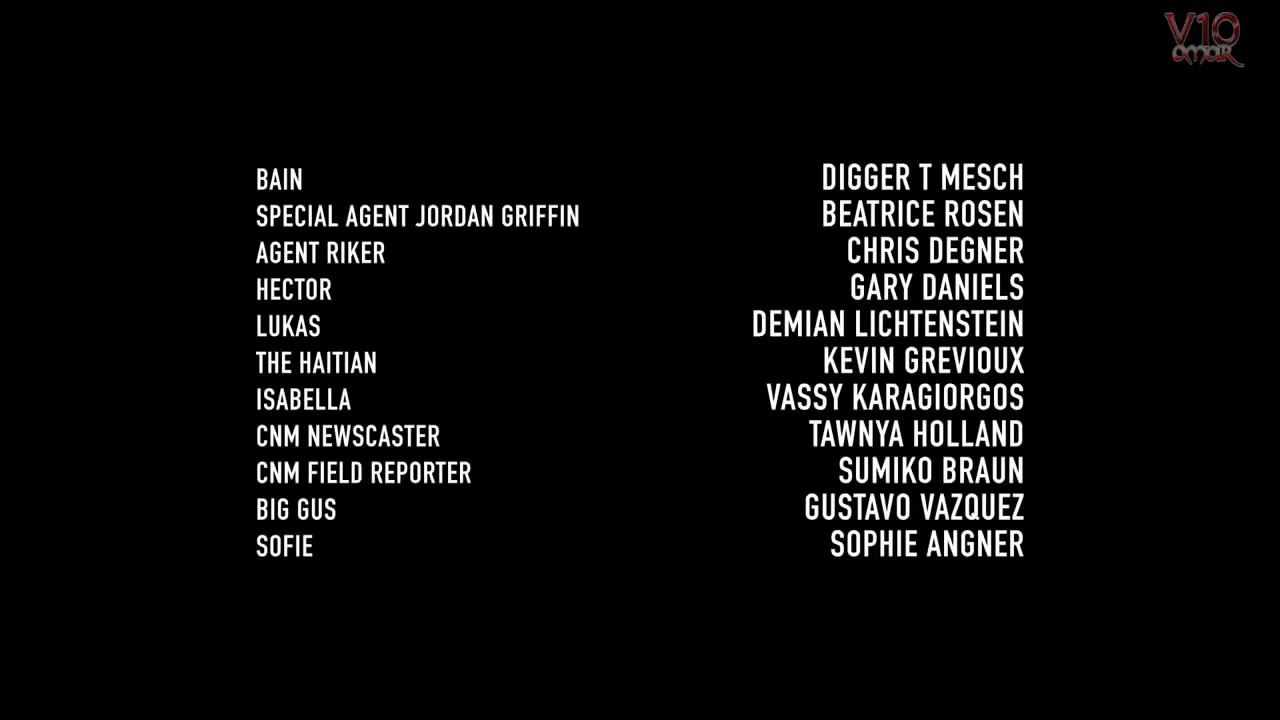 V10
OMAR
BAIN DIGGER T MESCH
SPECIAL AGENT JORDAN GRIFFIN BEATRICE ROSEN
AGENT RIKER CHRIS DEGNER
HECTOR GARY DANIELS
LUKAS DEMIAN LICHTENSTEIN
THE HAITIAN KEVIN GREVIOUX
ISABELLA VASSY KARAGIORGOS
CNM NEWSCASTER TAWNYA HOLLAND
CNM FIELD REPORTER SUMIKO BRAUN
BIG GUS GUSTAVO VAZQUEZ
SOFIE SOPHIE ANGNER